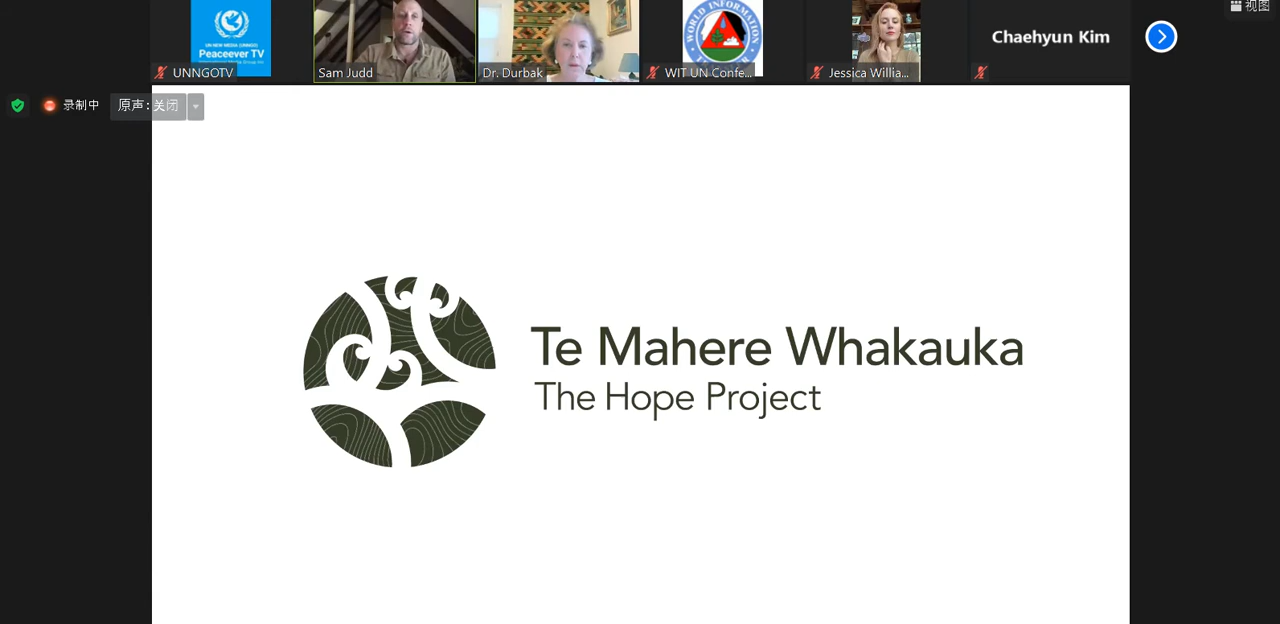 视图
UN NEW MEDIA (UNNGO)
Peaceever TV
UNNGOTV
Sam Judd
Dr. Durbak
WORLD INFORMATION
WIT UN Confe...
Jessica Willia...
Chaehyun Kim
录制中
原声: 关闭
Te Mahere Whakauka
The Hope Project